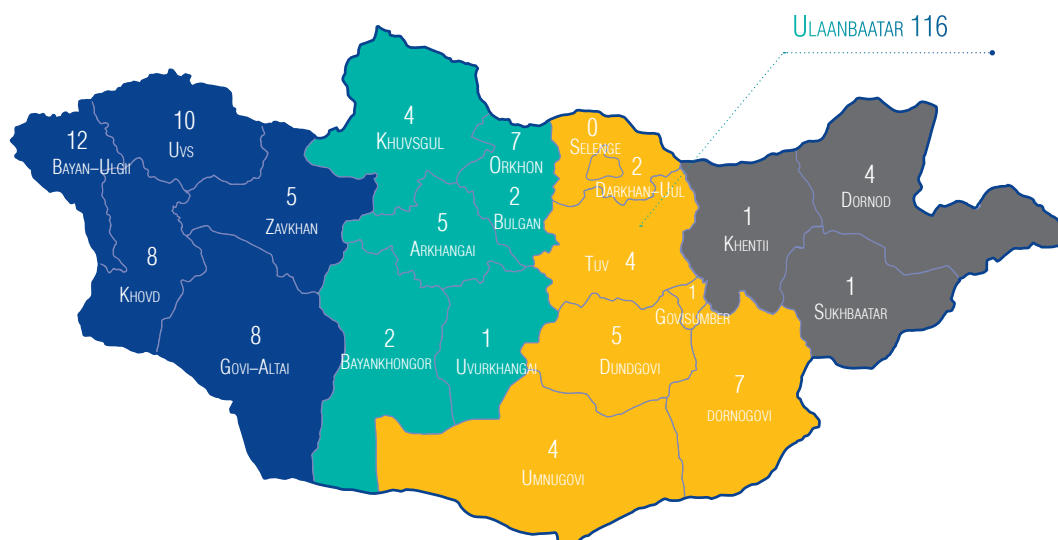 ULAANBAATAR 116
12
BAYAN–ULGII
10
UVS
5
ZAVKHAN
8
KHOVD
8
GOVI–ALTAI
4
KHUVSGUL
7
ORKHON
2
BULGAN
5
ARKHANGAI
2
BAYANKHONGOR
1
UVURKHANGAI
0
SELENGE
2
DARKHAN–UUL
TUV 4
1
GOVISUMBER
5
DUNDGOVI
7
DORNOGOVI
4
UMNUGOVI
1
KHENTII
4
DORNOD
1
SUKHBAATAR